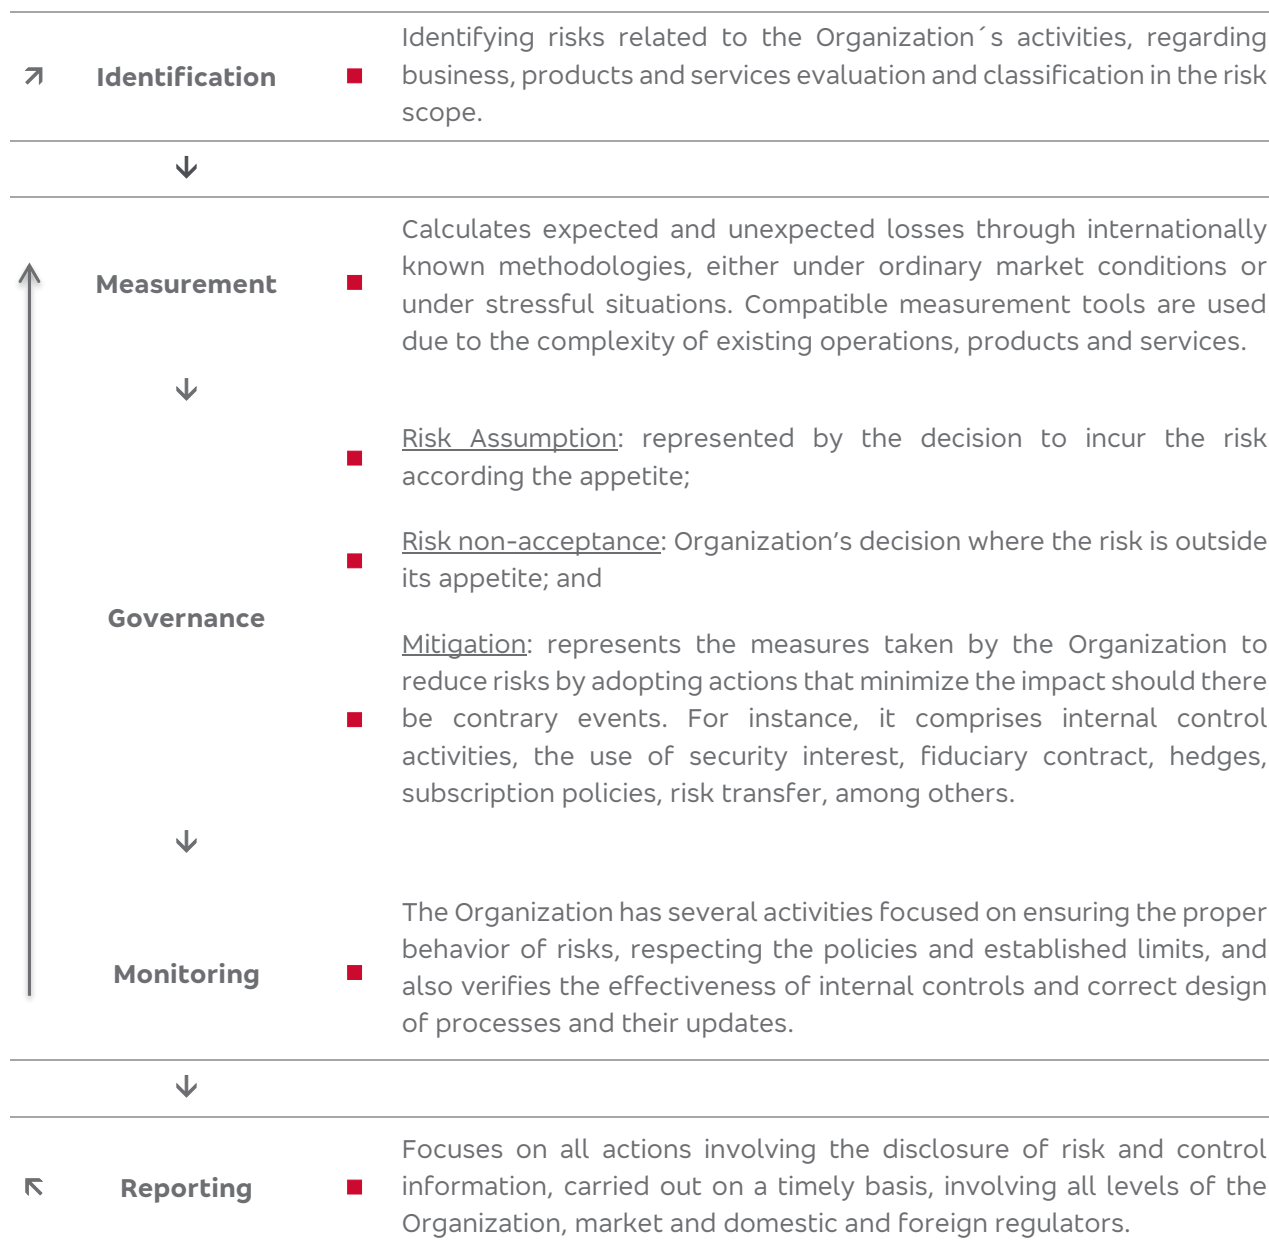 Identifying risks related to the Organization´s activities, regarding
Identification
business, products and services evaluation and classification in the risk
scope.
Calculates expected and unexpected losses through internationally
known methodologies, either under ordinary market conditions or
Measurement
under stressful situations. Compatible measurement tools are used
due to the complexity of existing operations, products and services.
Risk Assumption: represented by the decision to incur the risk
according the appetite;
Risk non-acceptance: Organization’s decision where the risk is outside
its appetite; and
Governance
Mitigation: represents the measures taken by the Organization to
reduce risks by adopting actions that minimize the impact should there
be contrary events. For instance, it comprises internal control
activities, the use of security interest, fiduciary contract, hedges,
subscription policies, risk transfer, among others.
The Organization has several activities focused on ensuring the proper
behavior of risks, respecting the policies and established limits, and
Monitoring
also verifies the effectiveness of internal controls and correct design
of processes and their updates.
Focuses on all actions involving the disclosure of risk and control
Reporting
information, carried out on a timely basis, involving all levels of the
Organization, market and domestic and foreign regulators.